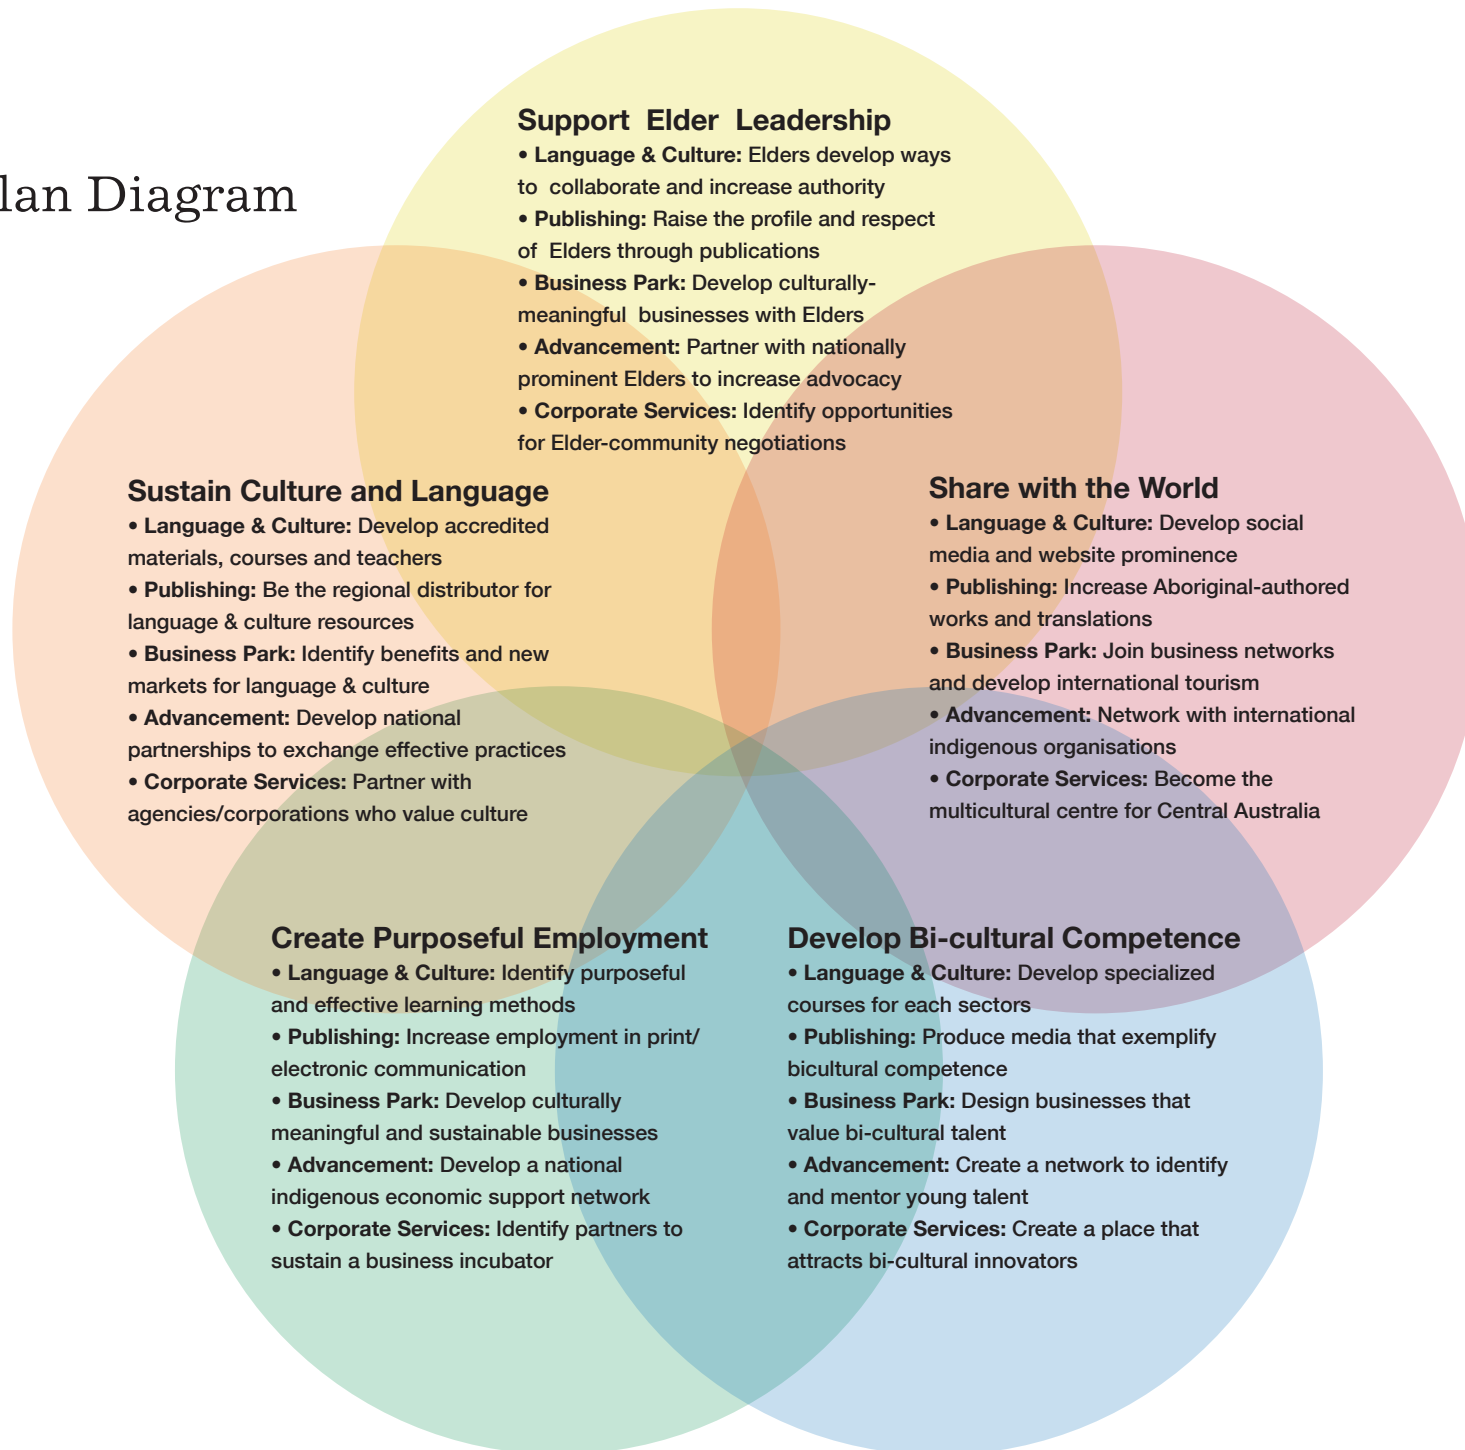 lan Diagram
Support Elder Leadership
• Language & Culture: Elders develop ways
to collaborate and increase authority
• Publishing: Raise the profile and respect
of Elders through publications
• Business Park: Develop culturally-
meaningful businesses with Elders
• Advancement: Partner with nationally
prominent Elders to increase advocacy
• Corporate Services: Identify opportunities
for Elder-community negotiations
Sustain Culture and Language
• Language & Culture: Develop accredited
materials, courses and teachers
• Publishing: Be the regional distributor for
language & culture resources
• Business Park: Identify benefits and new
markets for language & culture
• Advancement: Develop national
partnerships to exchange effective practices
• Corporate Services: Partner with
agencies/corporations who value culture
Share with the World
• Language & Culture: Develop social
media and website prominence
• Publishing: Increase Aboriginal-authored
works and translations
• Business Park: Join business networks
and develop international tourism
• Advancement: Network with international
indigenous organisations
• Corporate Services: Become the
multicultural centre for Central Australia
Create Purposeful Employment
• Language & Culture: Identify purposeful
and effective learning methods
• Publishing: Increase employment in print/
electronic communication
• Business Park: Develop culturally
meaningful and sustainable businesses
• Advancement: Develop a national
indigenous economic support network
• Corporate Services: Identify partners to
sustain a business incubator
Develop Bi-cultural Competence
• Language & Culture: Develop specialized
courses for each sectors
• Publishing: Produce media that exemplify
bicultural competence
• Business Park: Design businesses that
value bi-cultural talent
• Advancement: Create a network to identify
and mentor young talent
• Corporate Services: Create a place that
attracts bi-cultural innovators